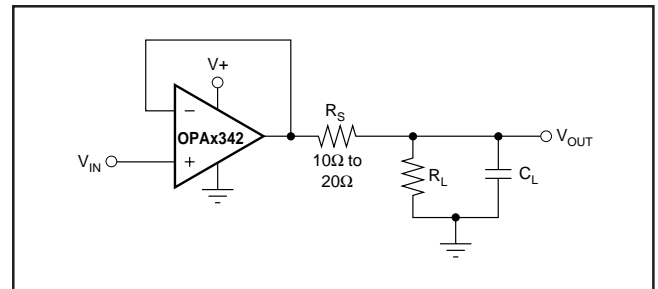 V+
−
OPAx342
+
V_IN
R_S
10Ω to
20Ω
R_L
C_L
V_OUT